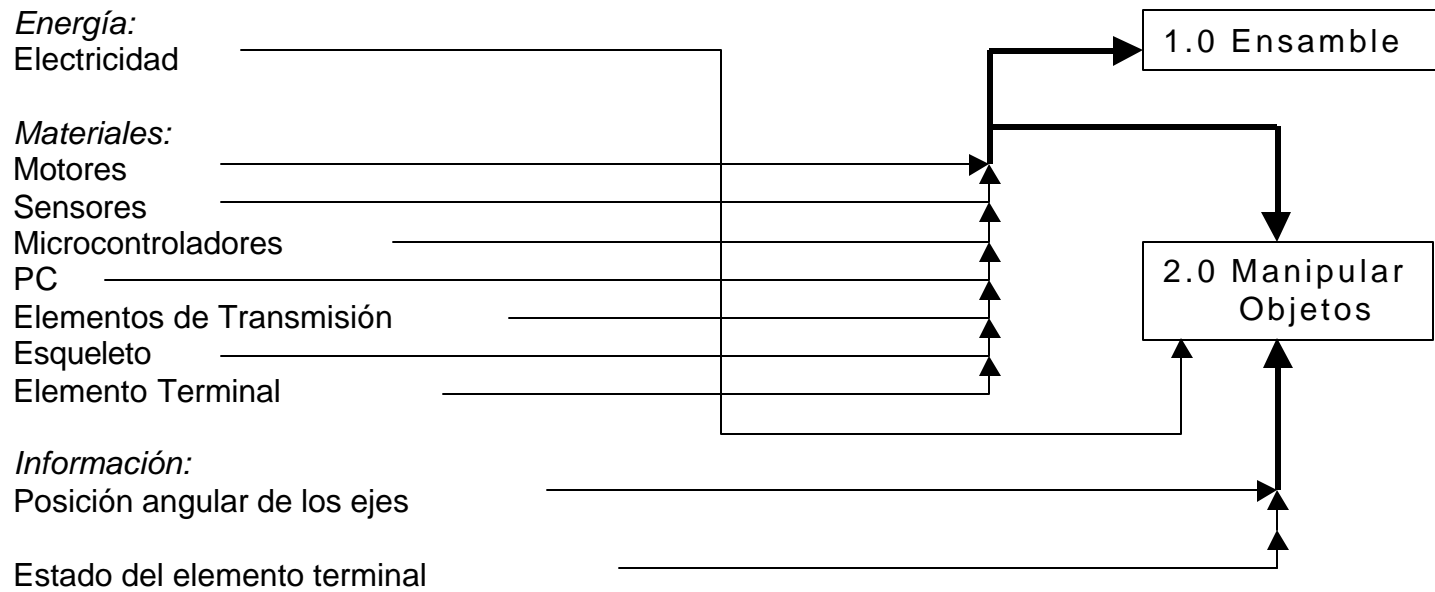 Energía:
Electricidad
1.0 Ensamble
Materiales:
Motores
Sensores
Microcontroladores
PC
Elementos de Transmisión
Esqueleto
Elemento Terminal
2.0 Manipular
Objetos
Información:
Posición angular de los ejes
Estado del elemento terminal